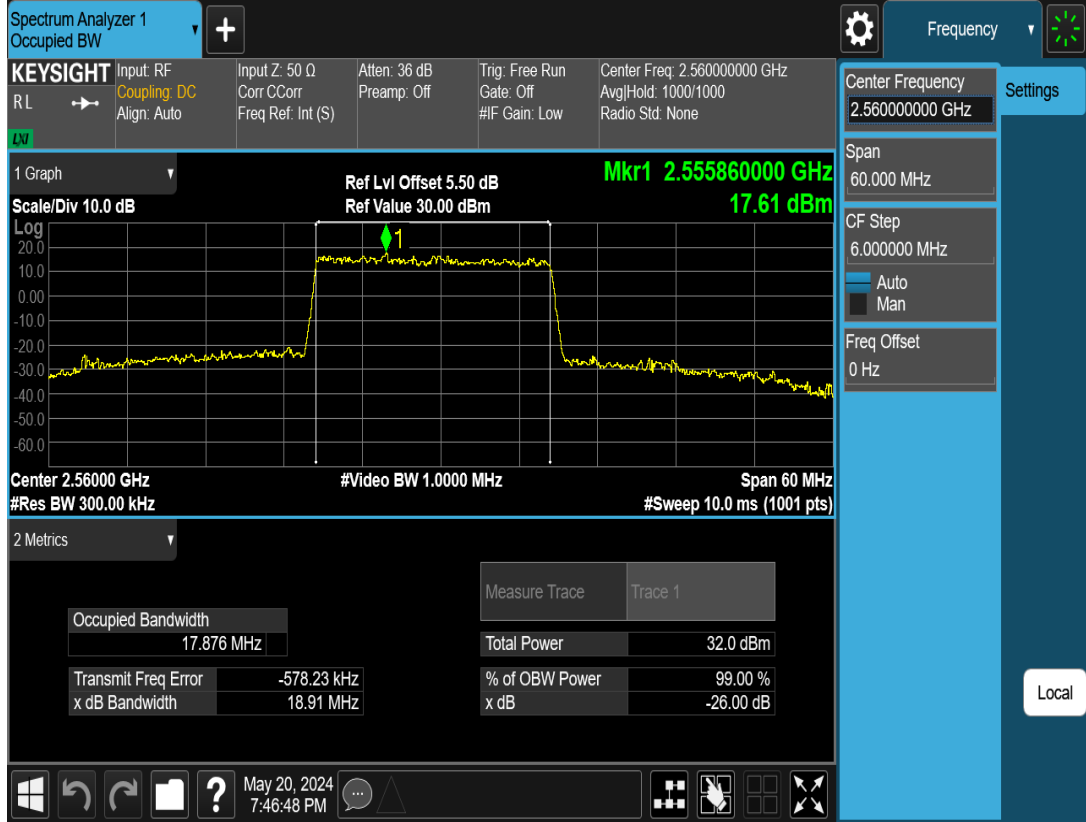 Spectrum Analyzer 1
Occupied BW
+
Frequency
KEYSIGHT
R L
LXI
Input: RF
Coupling: DC
Align: Auto
Input Z: 50 Ω
Corr CCorr
Freq Ref: Int (S)
Atten: 36 dB
Preamp: Off
Trig: Free Run
Gate: Off
#IF Gain: Low
Center Freq: 2.560000000 GHz
Avg|Hold: 1000/1000
Radio Std: None
Center Frequency
2.560000000 GHz
Settings
Span
60.000 MHz
CF Step
6.000000 MHz
Auto
Man
Freq Offset
0 Hz
Local
1 Graph
Scale/Div 10.0 dB
Ref Lvl Offset 5.50 dB
Ref Value 30.00 dBm
Mkr1 2.555860000 GHz
17.61 dBm
Log
1
20.0
10.0
0.00
-10.0
-20.0
-30.0
-40.0
-50.0
-60.0
Center 2.56000 GHz
#Video BW 1.0000 MHz
Span 60 MHz
#Res BW 300.00 kHz
#Sweep 10.0 ms (1001 pts)
2 Metrics
Measure Trace
Trace 1
Occupied Bandwidth
17.876 MHz
Total Power
32.0 dBm
Transmit Freq Error
-578.23 kHz
% of OBW Power
99.00 %
x dB Bandwidth
18.91 MHz
x dB
-26.00 dB
?
May 20, 2024
7:46:48 PM